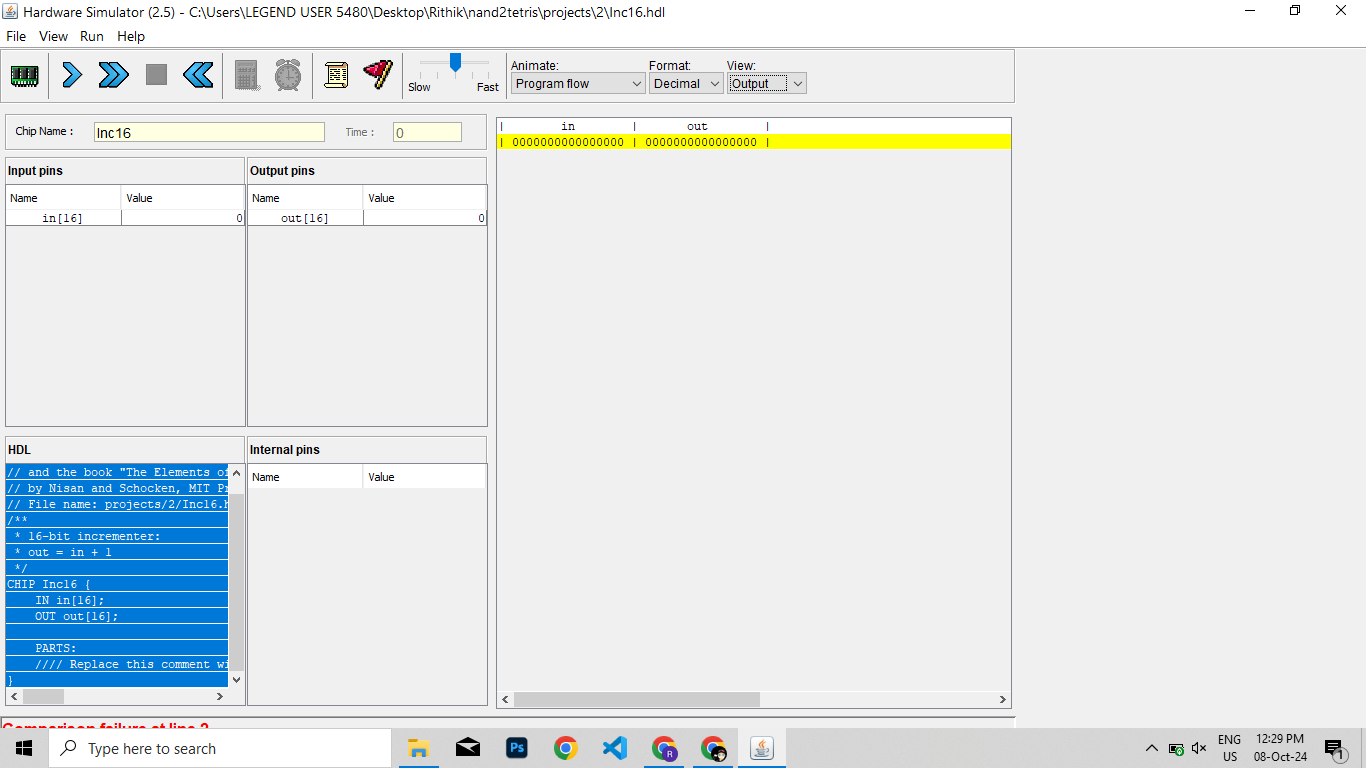 Hardware Simulator (2.5) - C:\Users\LEGEND USER 5480\Desktop\Rithik\nand2tetris\projects\2\Inc16.hdl
File View Run Help
Slow Fast
Animate: Format: View:
Program flow Decimal Output
Chip Name : Inc16 Time : 0
Input pins
Name Value
in[16] 0
Output pins
Name Value
out[16] 0
| in | out |
| 0000000000000000 | 0000000000000000 |
HDL
// and the book "The Elements of
// by Nisan and Schocken, MIT Pr
// File name: projects/2/Inc16.h
/**
* 16-bit incrementer:
* out = in + 1
*/
CHIP Inc16 {
IN in[16];
OUT out[16];
PARTS:
//// Replace this comment wi
}
Internal pins
Name Value
Comparison failure at line 2
Type here to search
Ps
R
ENG
US
12:29 PM
08-Oct-24
1